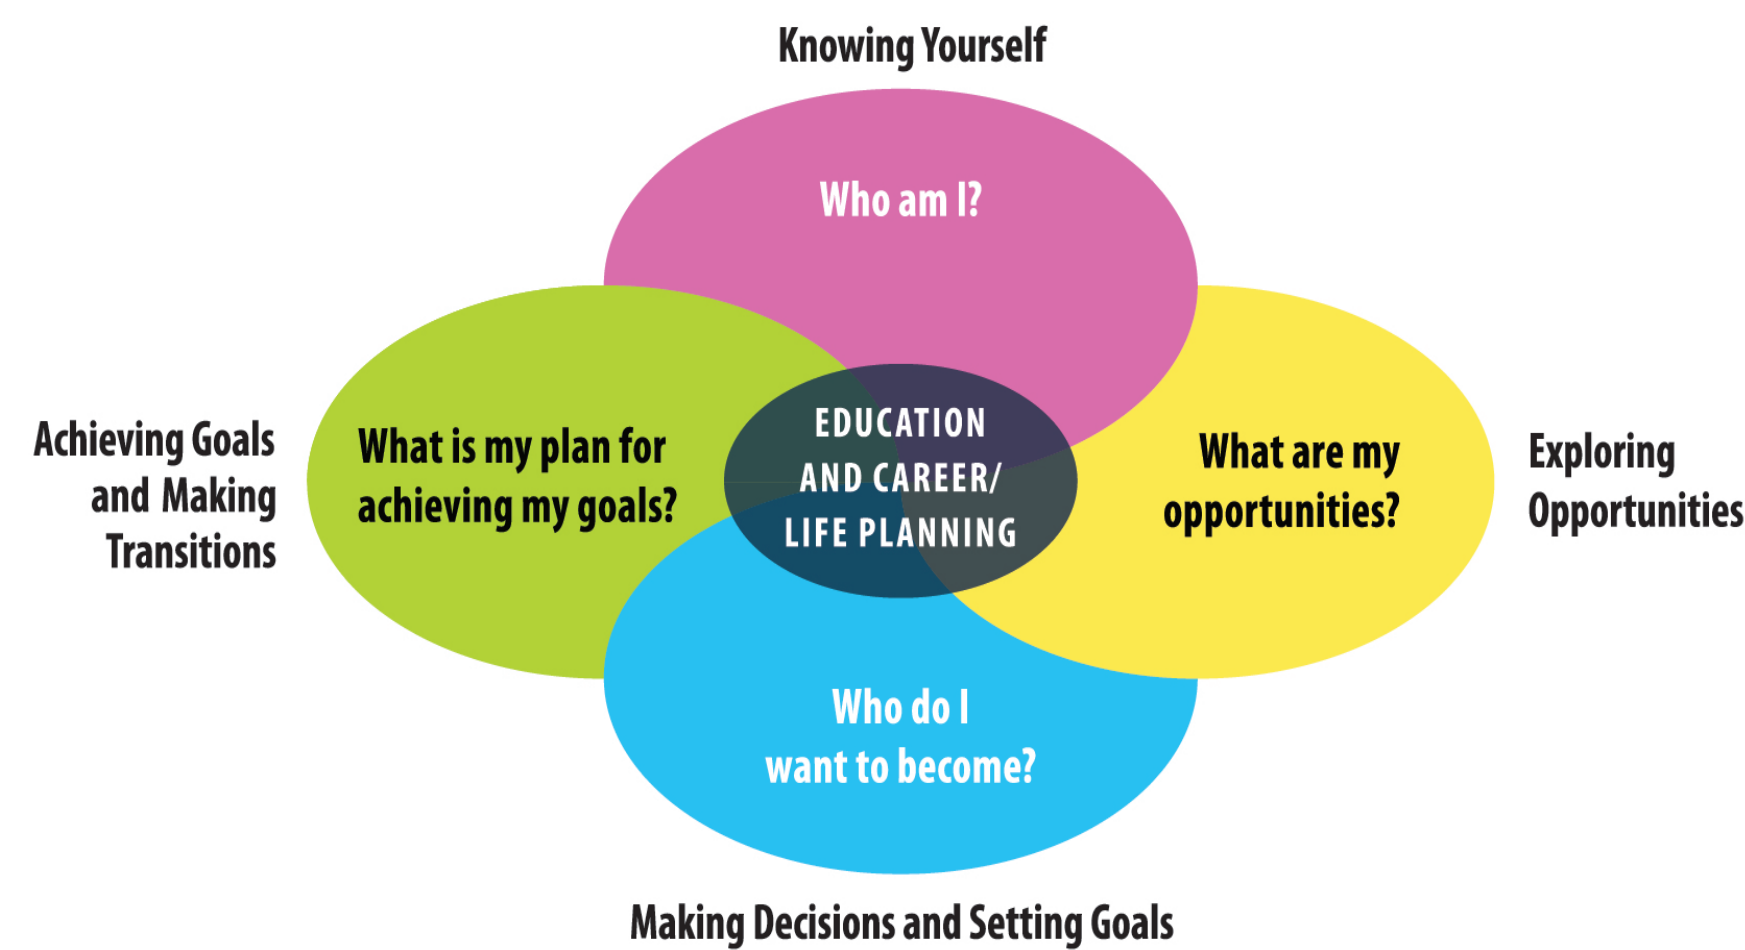 Knowing Yourself
Who am I?
Achieving Goals
and Making
Transitions
What is my plan for
achieving my goals?
EDUCATION
AND CAREER/
LIFE PLANNING
What are my
opportunities?
Exploring
Opportunities
Who do I
want to become?
Making Decisions and Setting Goals